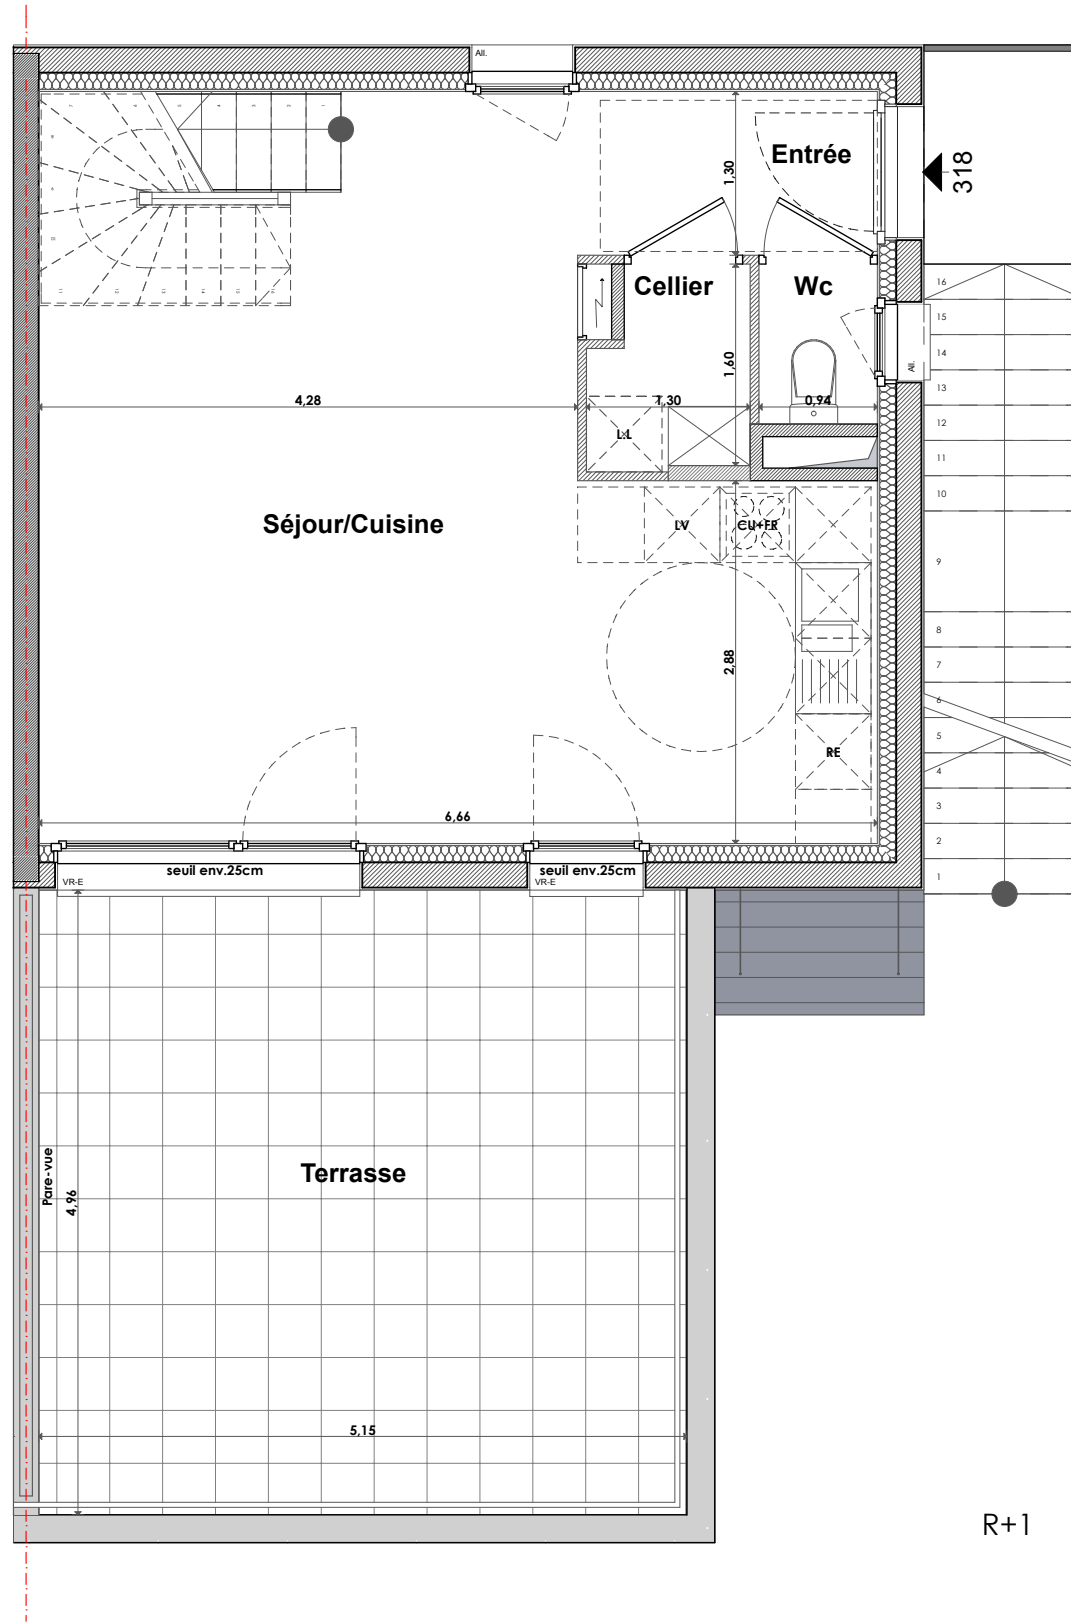 All.
Entrée
318
1,30
Cellier
Wc
16
15
14
13
12
11
10
9
8
7
6
5
4
3
2
1
All.
1,60
4,28
1,30
0,94
L.L
Séjour/Cuisine
LV
CU+FR
2,88
RE
6,66
seuil env.25cm
seuil env.25cm
VR-E
VR-E
Pare-vue
4,96
Terrasse
5,15
R+1